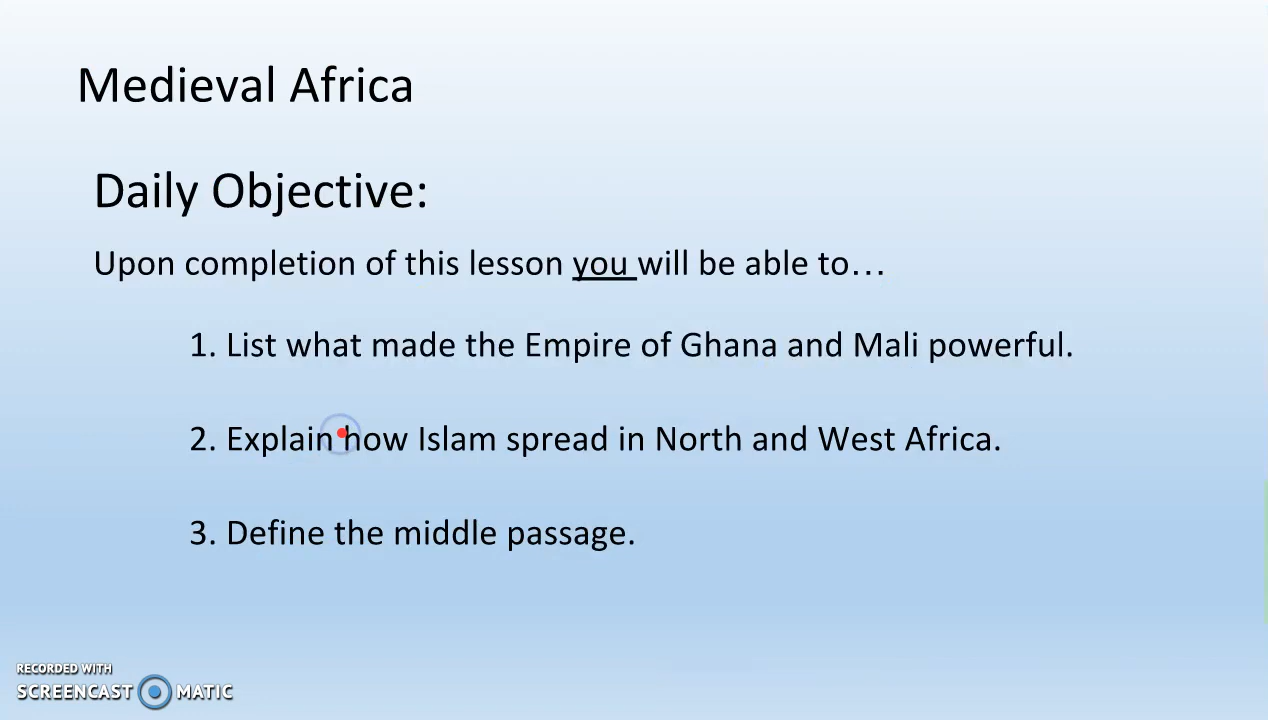 Medieval Africa
Daily Objective:
Upon completion of this lesson you will be able to…
1. List what made the Empire of Ghana and Mali powerful.
2. Explain how Islam spread in North and West Africa.
3. Define the middle passage.
RECORDED WITH
SCREENCAST MATIC